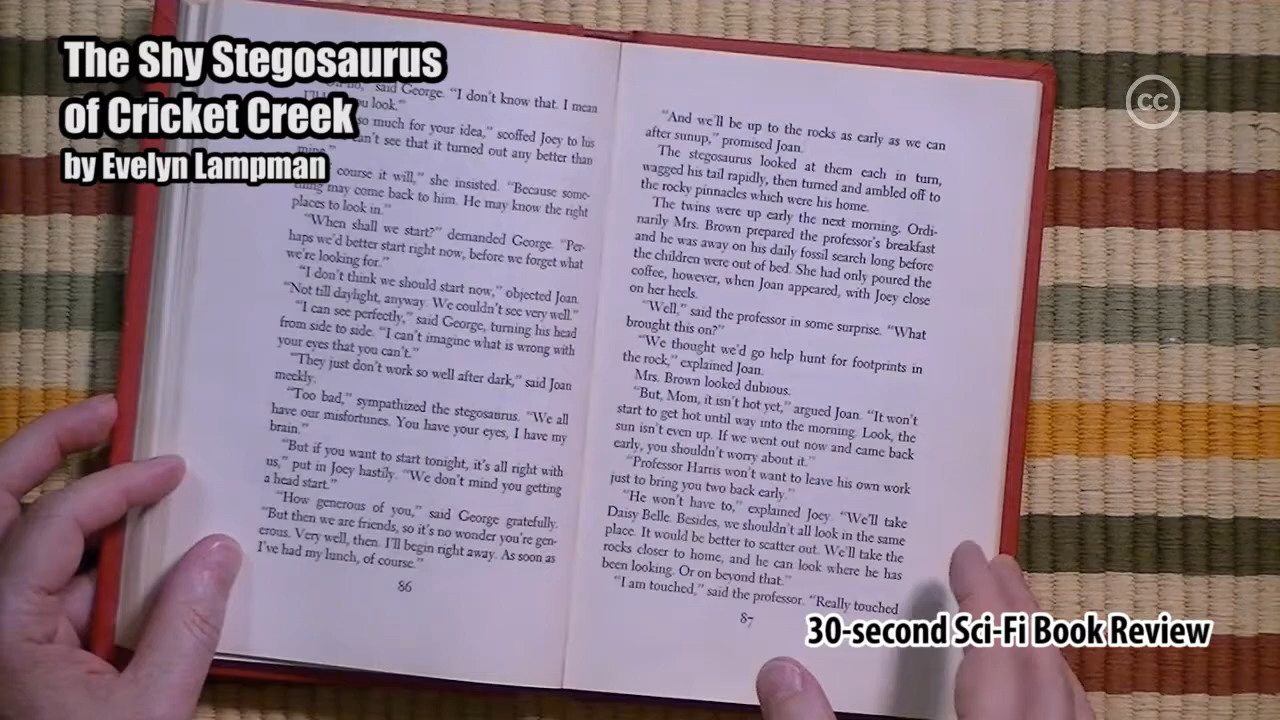 The Shy Stegosaurus
of Cricket Creek
by Evelyn Lampman
CC
said George. "I don't know that. I mean
you look."
so much for your idea," scoffed Joey to his
can't see that it turned out any better than
mine."
course it will," she insisted. "Because some-
thing may come back to him. He may know the right
places to look in."
"When shall we start?" demanded George. "Per-
haps we'd better start right now, before we forget what
we're looking for."
"I don't think we should start now," objected Joan.
"Not till daylight, anyway. We couldn't see very well."
"I can see perfectly," said George, turning his head
from side to side. "I can't imagine what is wrong with
your eyes that you can't."
"They just don't work so well after dark," said Joan
meekly.
"Too bad," sympathized the stegosaurus. "We all
have our misfortunes. You have your eyes, I have my
brain."
"But if you want to start tonight, it's all right with
us," put in Joey hastily. "We don't mind you getting
a head start."
"How generous of you," said George gratefully.
"But then we are friends, so it's no wonder you're gen-
erous. Very well, then. I'll begin right away. As soon as
I've had my lunch, of course."
86
"And we'll be up to the rocks as early as we can
after sunup," promised Joan.
The stegosaurus looked at them each in turn,
wagged his tail rapidly, then turned and ambled off to
the rocky pinnacles which were his home.
The twins were up early the next morning. Ordi-
narily Mrs. Brown prepared the professor's breakfast
and he was away on his daily fossil search long before
the children were out of bed. She had only poured the
coffee, however, when Joan appeared, with Joey close
on her heels.
"Well," said the professor in some surprise. "What
brought this on?"
"We thought we'd go help hunt for footprints in
the rock," explained Joan.
Mrs. Brown looked dubious.
"But, Mom, it isn't hot yet," argued Joan. "It won't
start to get hot until way into the morning. Look, the
sun isn't even up. If we went out now and came back
early, you shouldn't worry about it."
"Professor Harris won't want to leave his own work
just to bring you two back early."
"He won't have to," explained Joey. "We'll take
Daisy Belle. Besides, we shouldn't all look in the same
place. It would be better to scatter out. We'll take the
rocks closer to home, and he can look where he has
been looking. Or on beyond that."
"I am touched," said the professor. "Really touched
87
30-second Sci-Fi Book Review